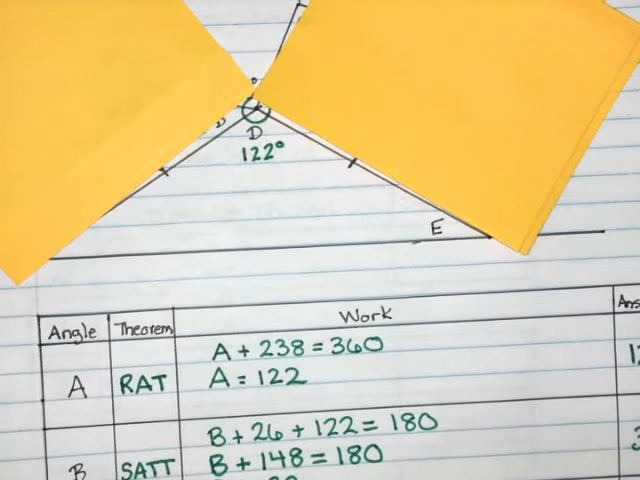 D
122°
E
Angle Theorem Work
A + 238 = 360
A RAT A = 122
B + 26 + 122 = 180
B SATT B + 148 = 180